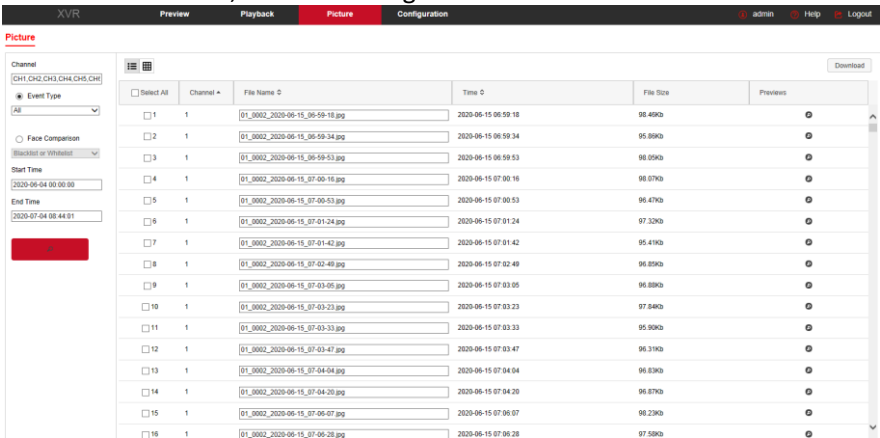 XVR Preview Playback Picture Configuration admin Help Logout
Picture
Channel
CH1,CH2,CH3,CH4,CH5,CH6
Event Type
All
Face Comparison
Blacklist or Whitelist
Start Time
2020-06-04 00:00:00
End Time
2020-07-04 08:44:01
Download
Select All Channel File Name Time File Size Previews
1 1 01_0002_2020-06-15_06-59-18.jpg 2020-06-15 06:59:18 98.46Kb
2 1 01_0002_2020-06-15_06-59-34.jpg 2020-06-15 06:59:34 95.86Kb
3 1 01_0002_2020-06-15_06-59-53.jpg 2020-06-15 06:59:53 98.05Kb
4 1 01_0002_2020-06-15_07-00-16.jpg 2020-06-15 07:00:16 98.07Kb
5 1 01_0002_2020-06-15_07-00-53.jpg 2020-06-15 07:00:53 96.47Kb
6 1 01_0002_2020-06-15_07-01-24.jpg 2020-06-15 07:01:24 97.32Kb
7 1 01_0002_2020-06-15_07-01-42.jpg 2020-06-15 07:01:42 95.41Kb
8 1 01_0002_2020-06-15_07-02-49.jpg 2020-06-15 07:02:49 96.85Kb
9 1 01_0002_2020-06-15_07-03-05.jpg 2020-06-15 07:03:05 96.88Kb
10 1 01_0002_2020-06-15_07-03-23.jpg 2020-06-15 07:03:23 97.84Kb
11 1 01_0002_2020-06-15_07-03-33.jpg 2020-06-15 07:03:33 95.90Kb
12 1 01_0002_2020-06-15_07-03-47.jpg 2020-06-15 07:03:47 96.31Kb
13 1 01_0002_2020-06-15_07-04-04.jpg 2020-06-15 07:04:04 96.83Kb
14 1 01_0002_2020-06-15_07-04-20.jpg 2020-06-15 07:04:20 96.87Kb
15 1 01_0002_2020-06-15_07-06-07.jpg 2020-06-15 07:06:07 98.23Kb
16 1 01_0002_2020-06-15_07-06-28.jpg 2020-06-15 07:06:28 97.58Kb